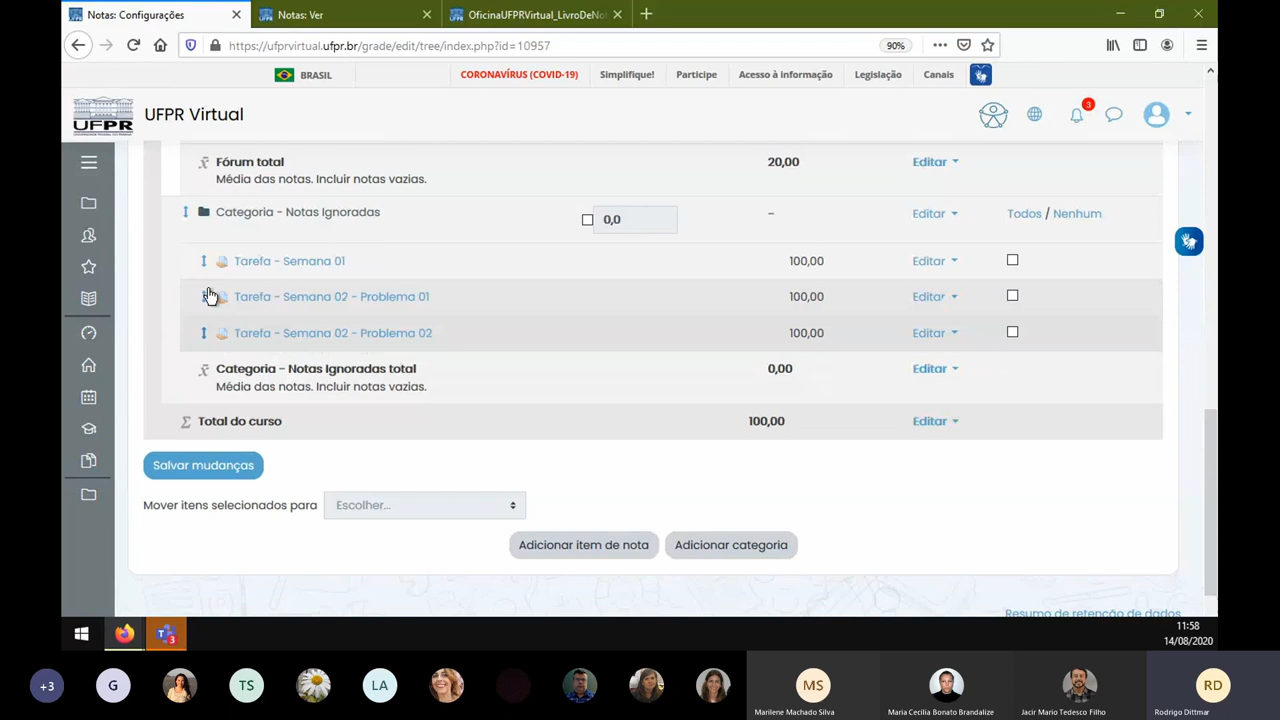 Notas: Configurações
Notas: Ver
OficinaUFPRVirtual_LivroDeNot
https://ufprvirtual.ufpr.br/grade/edit/tree/index.php?id=10957
90%
BRASIL
CORONAVÍRUS (COVID-19)
Simplifique!
Participe
Acesso à informação
Legislação
Canais
UFPR
UFPR Virtual
3
Fórum total 20,00 Editar
Média das notas. Incluir notas vazias.
Categoria - Notas Ignoradas 0,0 – Editar Todos / Nenhum
Tarefa - Semana 01 100,00 Editar
Tarefa - Semana 02 - Problema 01 100,00 Editar
Tarefa - Semana 02 - Problema 02 100,00 Editar
Categoria - Notas Ignoradas total 0,00 Editar
Média das notas. Incluir notas vazias.
Σ Total do curso 100,00 Editar
Salvar mudanças
Mover itens selecionados para Escolher...
Adicionar item de nota Adicionar categoria
Resumo de retenção de dados
11:58
14/08/2020
3
+3
G
TS
LA
MS
RD
Marilene Machado Silva
Maria Cecilia Bonato Brandalize
Jacir Mario Tedesco Filho
Rodrigo Dittmar